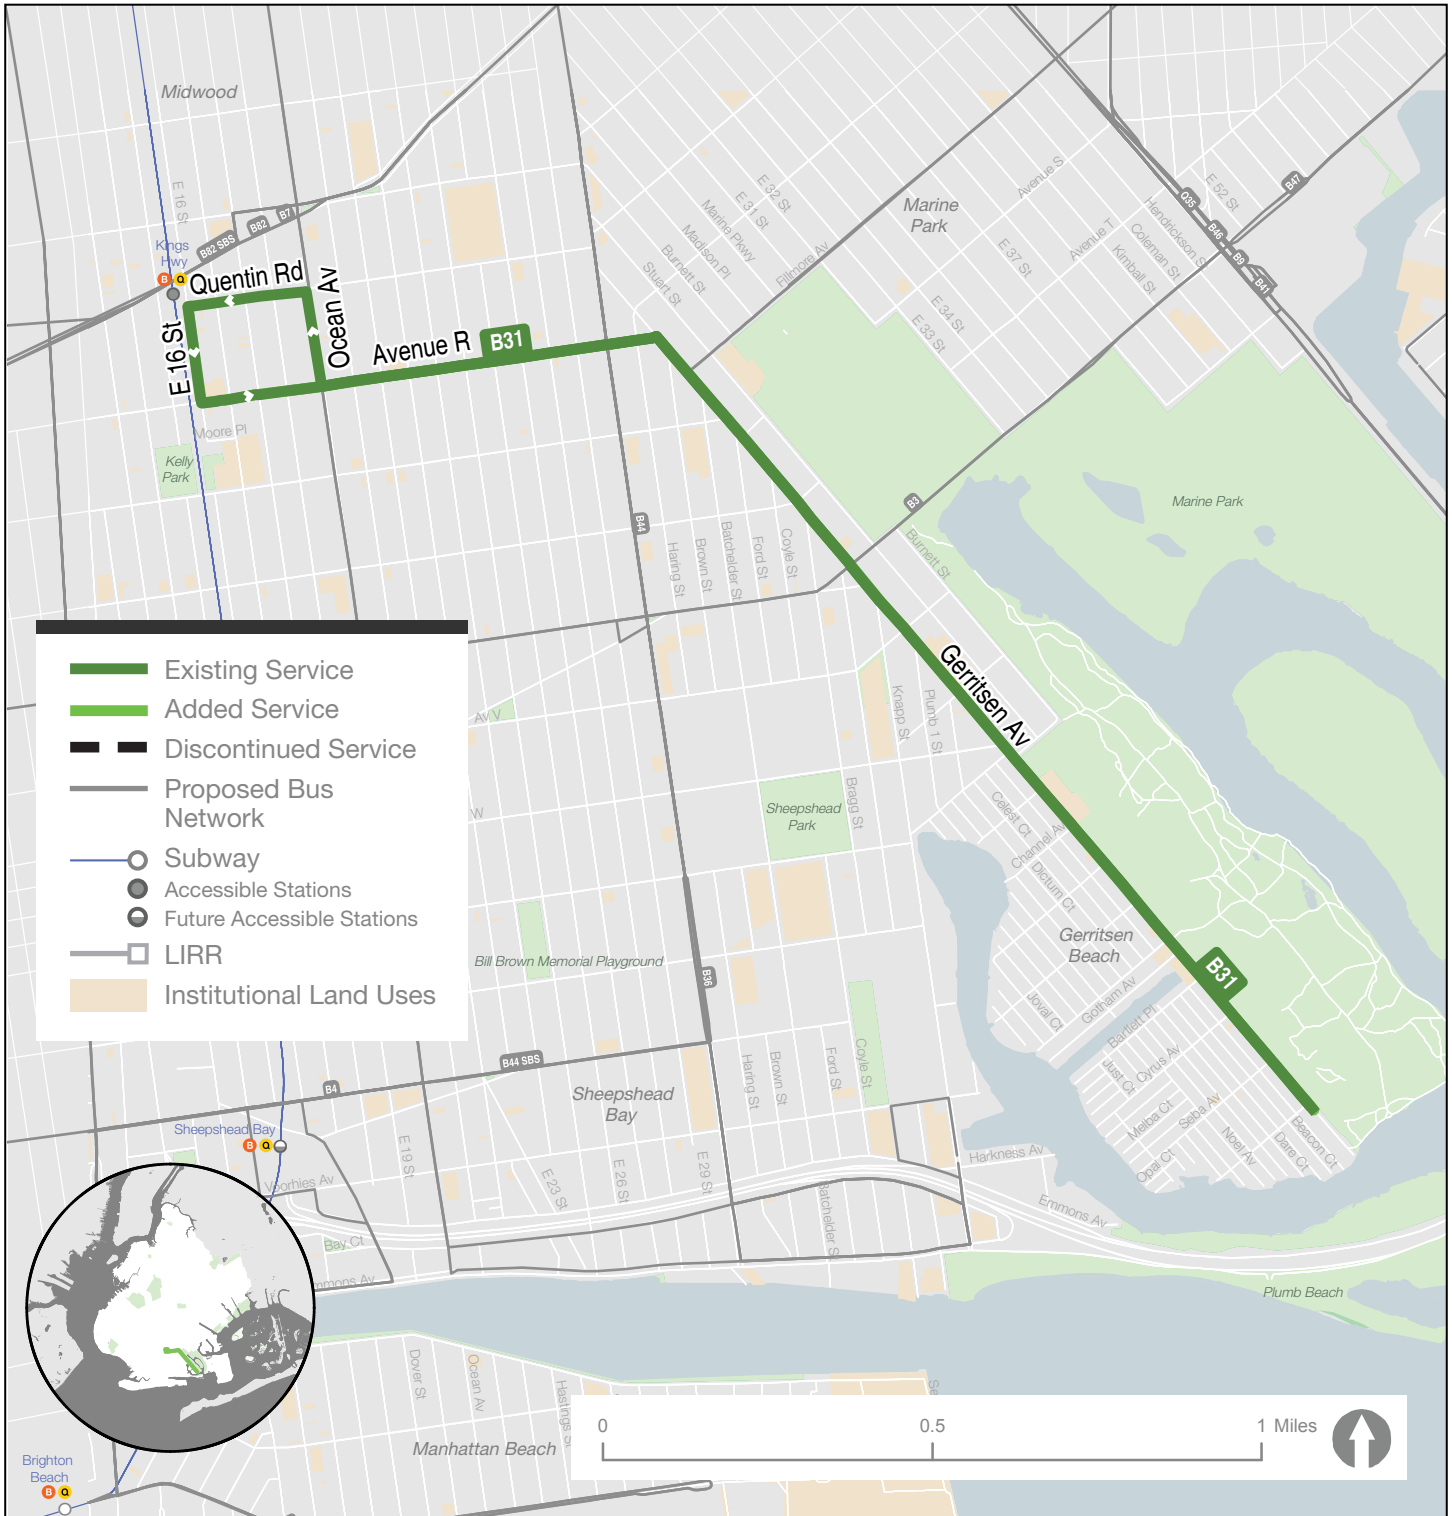 Midwood
E 16 St
Kings
Hwy
B
Q
B82 SBS
B82
B7
Quentin Rd
Ocean Av
E 16 St
Avenue R
B31
Moore Pl
Kelly
Park
E 32 St
E 31 St
Marine Pkwy
Madison Pl
Burnett St
Stuart St
Fillmore Av
Marine
Park
Avenue S
E 37 St
Avenue T
E 34 St
E 33 St
E 52 St
Hendrickson S
Coleman St
Kimball St
Q35
B46
B9
B41
B47
B3
Marine Park
Burnett St
B44
Haring St
Brown St
Batchelder St
Ford St
Coyle St
Gerritsen Av
Knapp St
Plumb 1 St
Av V
W
Sheepshead
Park
Bragg St
Celest Ct
Channel Av
Dictum Ct
Gerritsen
Beach
Joval Ct
Gotham Av
Bartlett Pl
Just Ct
Cyrus Av
Melba Ct
Seba Av
Opal Ct
Noel Av
Dare Ct
Beacon Ct
B31
Bill Brown Memorial Playground
B36
Existing Service
Added Service
Discontinued Service
Proposed Bus
Network
Subway
Accessible Stations
Future Accessible Stations
LIRR
Institutional Land Uses
B44 SBS
B4
Sheepshead
Bay
Haring St
Brown St
Ford St
Coyle St
Sheepshead Bay
B
Q
E 19 St
E 23 St
E 26 St
E 29 St
Batchelder S
Harkness Av
Emmons Av
Voorhies Av
Bay Ct
mmons Av
Plumb Beach
Dover St
Ocean Av
Hastings St
Se
Manhattan Beach
Brighton
Beach
B
Q
0
0.5
1 Miles